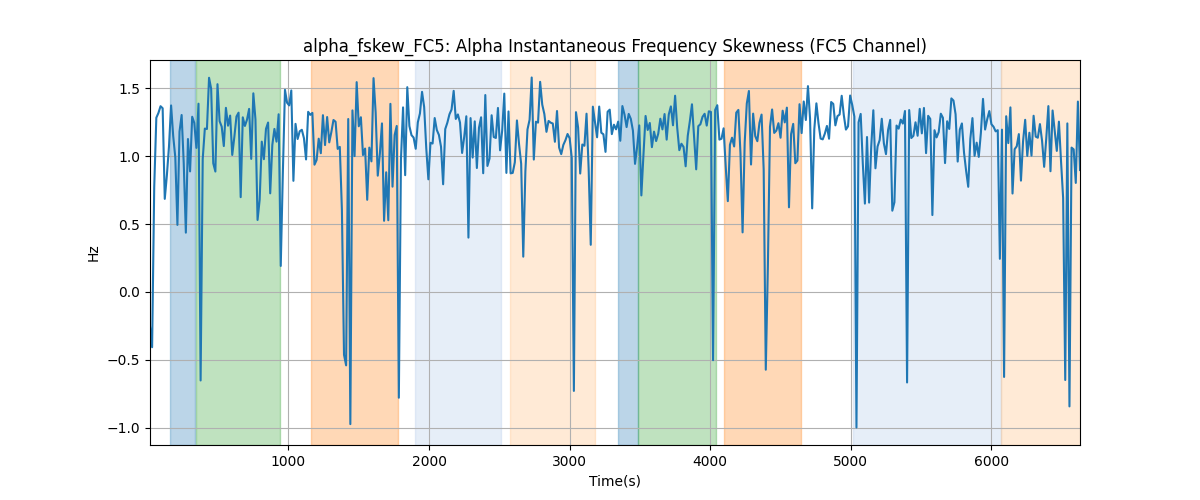 alpha_fskew_FC5: Alpha Instantaneous Frequency Skewness (FC5 Channel)
Hz
1.5
1.0
0.5
0.0
−0.5
−1.0
1000 2000 3000 4000 5000 6000
Time(s)